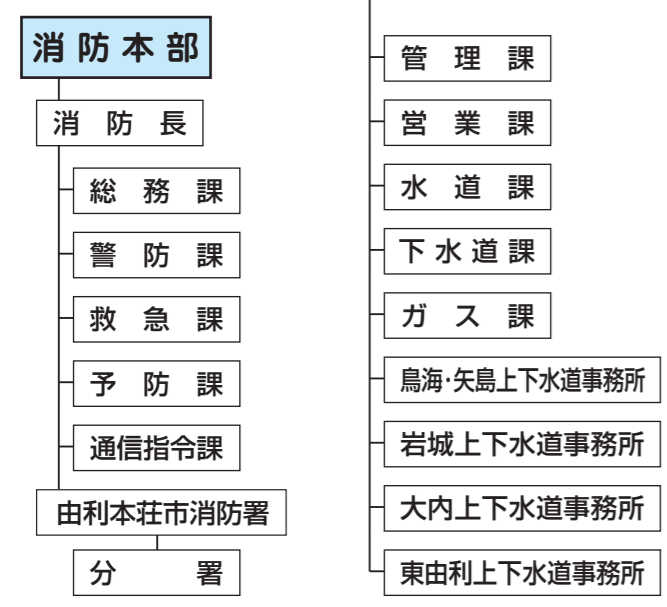 消防本部
消防長
総務課
警防課
救急課
予防課
通信指令課
由利本荘市消防署
分署
管理課
営業課
水道課
下水道課
ガス課
鳥海・矢島上下水道事務所
岩城上下水道事務所
大内上下水道事務所
東由利上下水道事務所